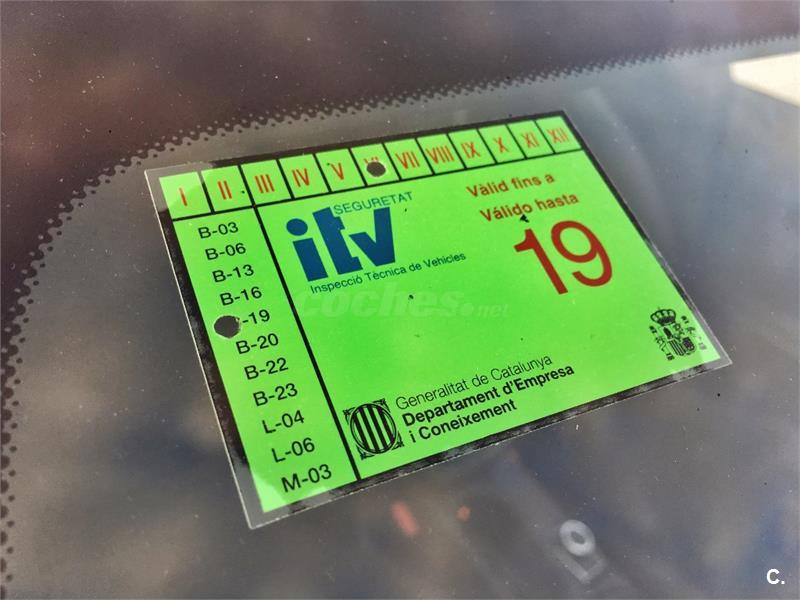 I II III IV V VI VII VIII IX X XI XII
B-03
B-06
B-13
B-16
-19
B-20
B-22
B-23
L-04
L-06
M-03
SEGURETAT
itv
Inspecció Tècnica de Vehicles
Vàlid fins a
Válido hasta
19
coches.net
Generalitat de Catalunya
Departament d'Empresa
i Coneixement
C.